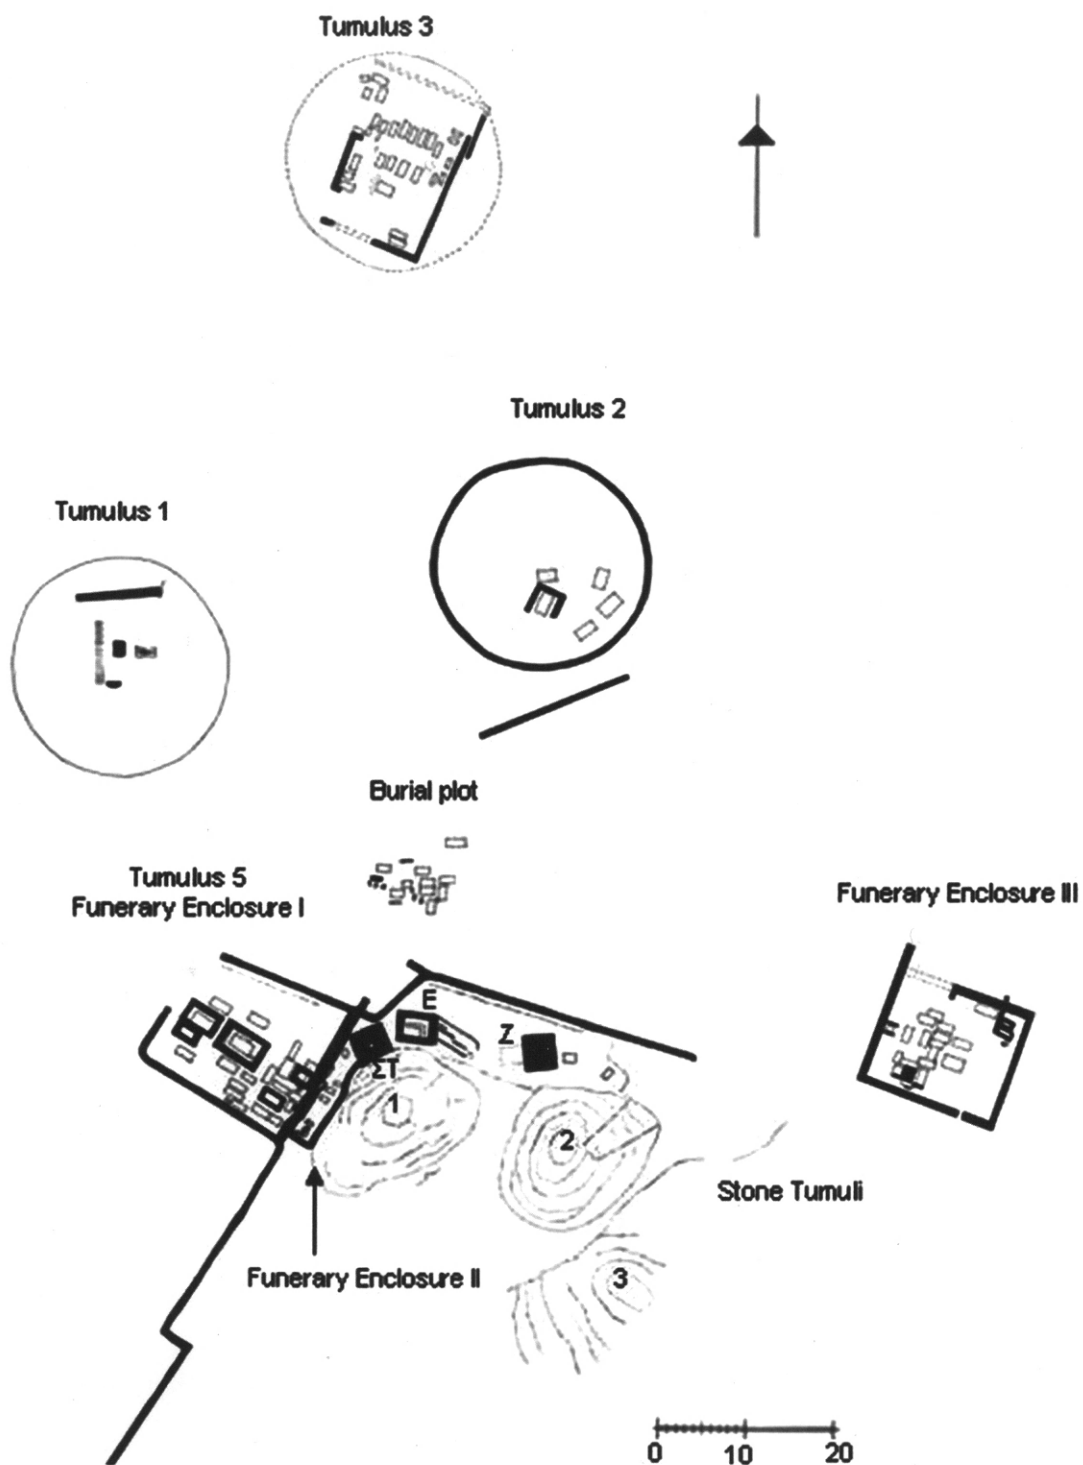 Tumulus 3
Tumulus 2
Tumulus 1
Burial plot
Tumulus 5
Funerary Enclosure I
Funerary Enclosure III
E
Z
ΣT
1
2
Stone Tumuli
Funerary Enclosure II
3
0 10 20